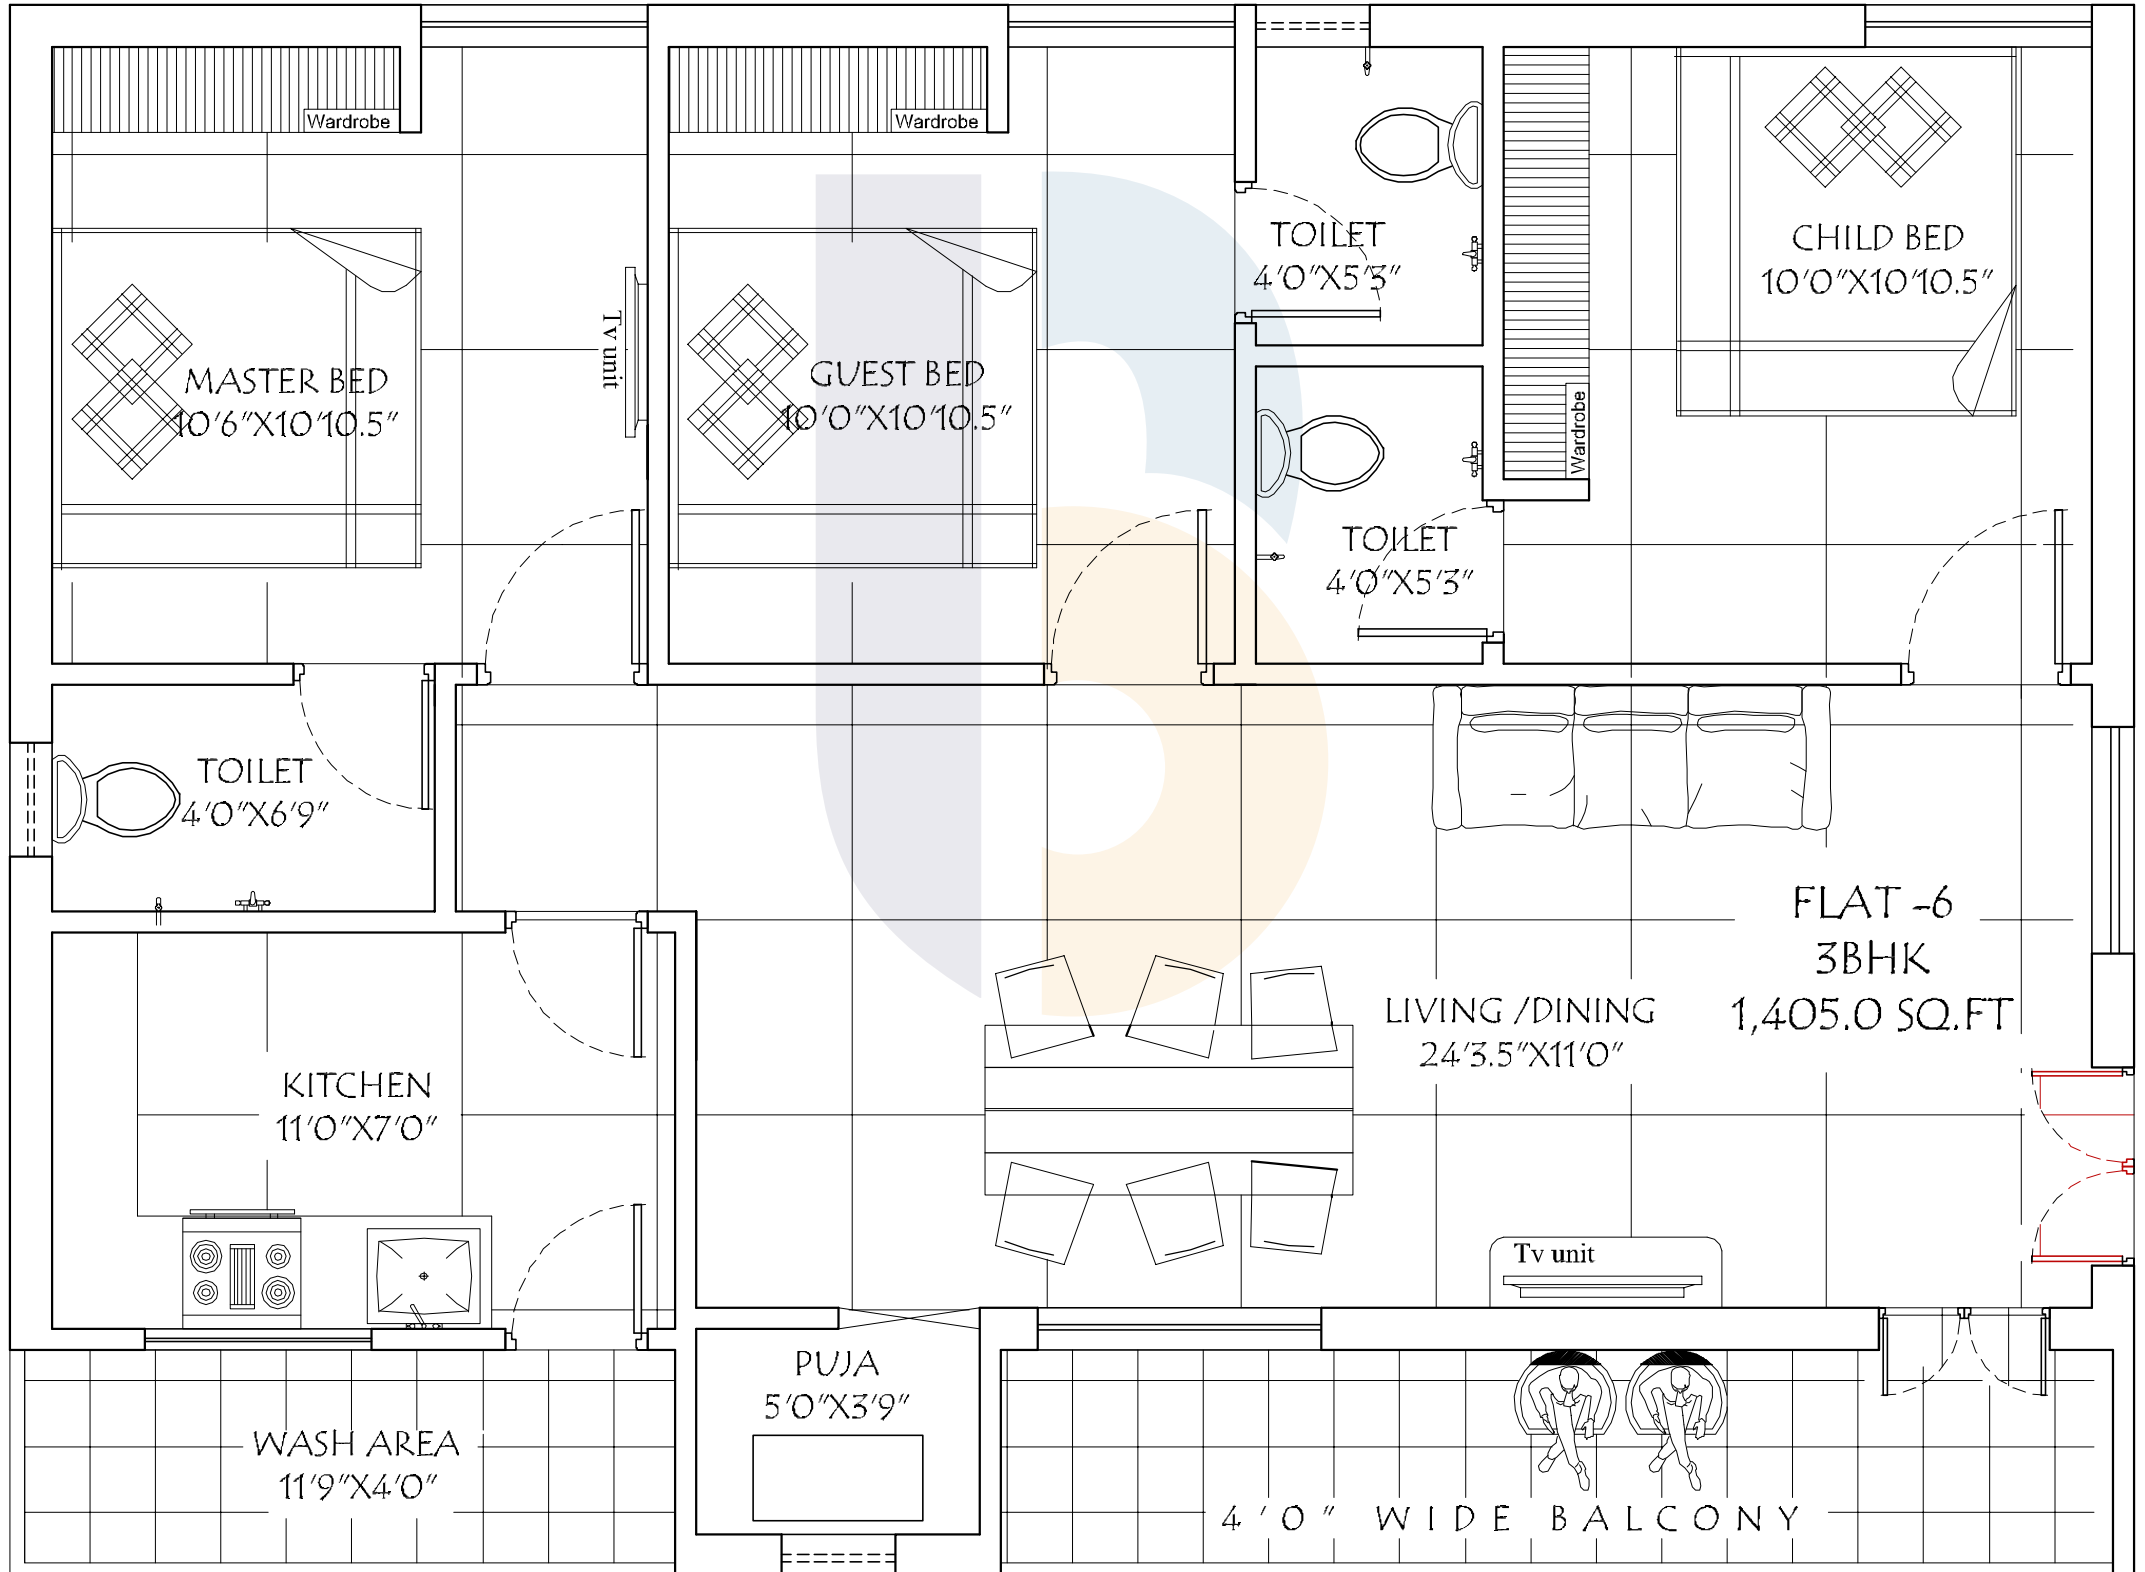 Wardrobe
Wardrobe
TOILET
4'0"X5'3"
CHILD BED
10'0"X10'10.5"
Tv unit
MASTER BED
10'6"X10'10.5"
GUEST BED
10'0"X10'10.5"
Wardrobe
TOILET
4'0"X5'3"
TOILET
4'0"X6'9"
FLAT -6
3BHK
1,405.0 SQ.FT
LIVING /DINING
24'3.5"X11'0"
KITCHEN
11'0"X7'0"
Tv unit
PUJA
5'0"X3'9"
WASH AREA
11'9"X4'0"
4'0" WIDE BALCONY